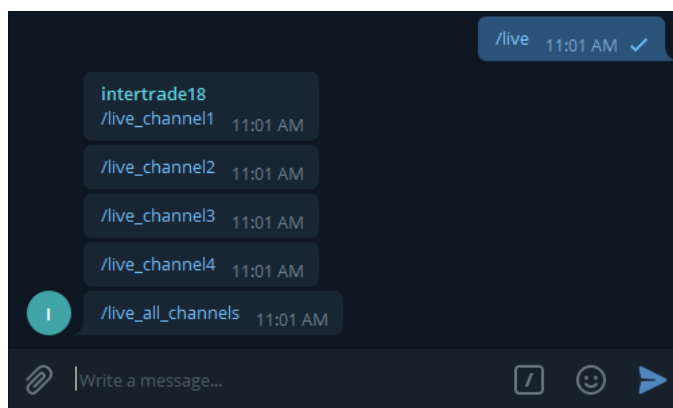 /live 11:01 AM
intertrade18
/live_channel1 11:01 AM
/live_channel2 11:01 AM
/live_channel3 11:01 AM
/live_channel4 11:01 AM
I
/live_all_channels 11:01 AM
Write a message...
/